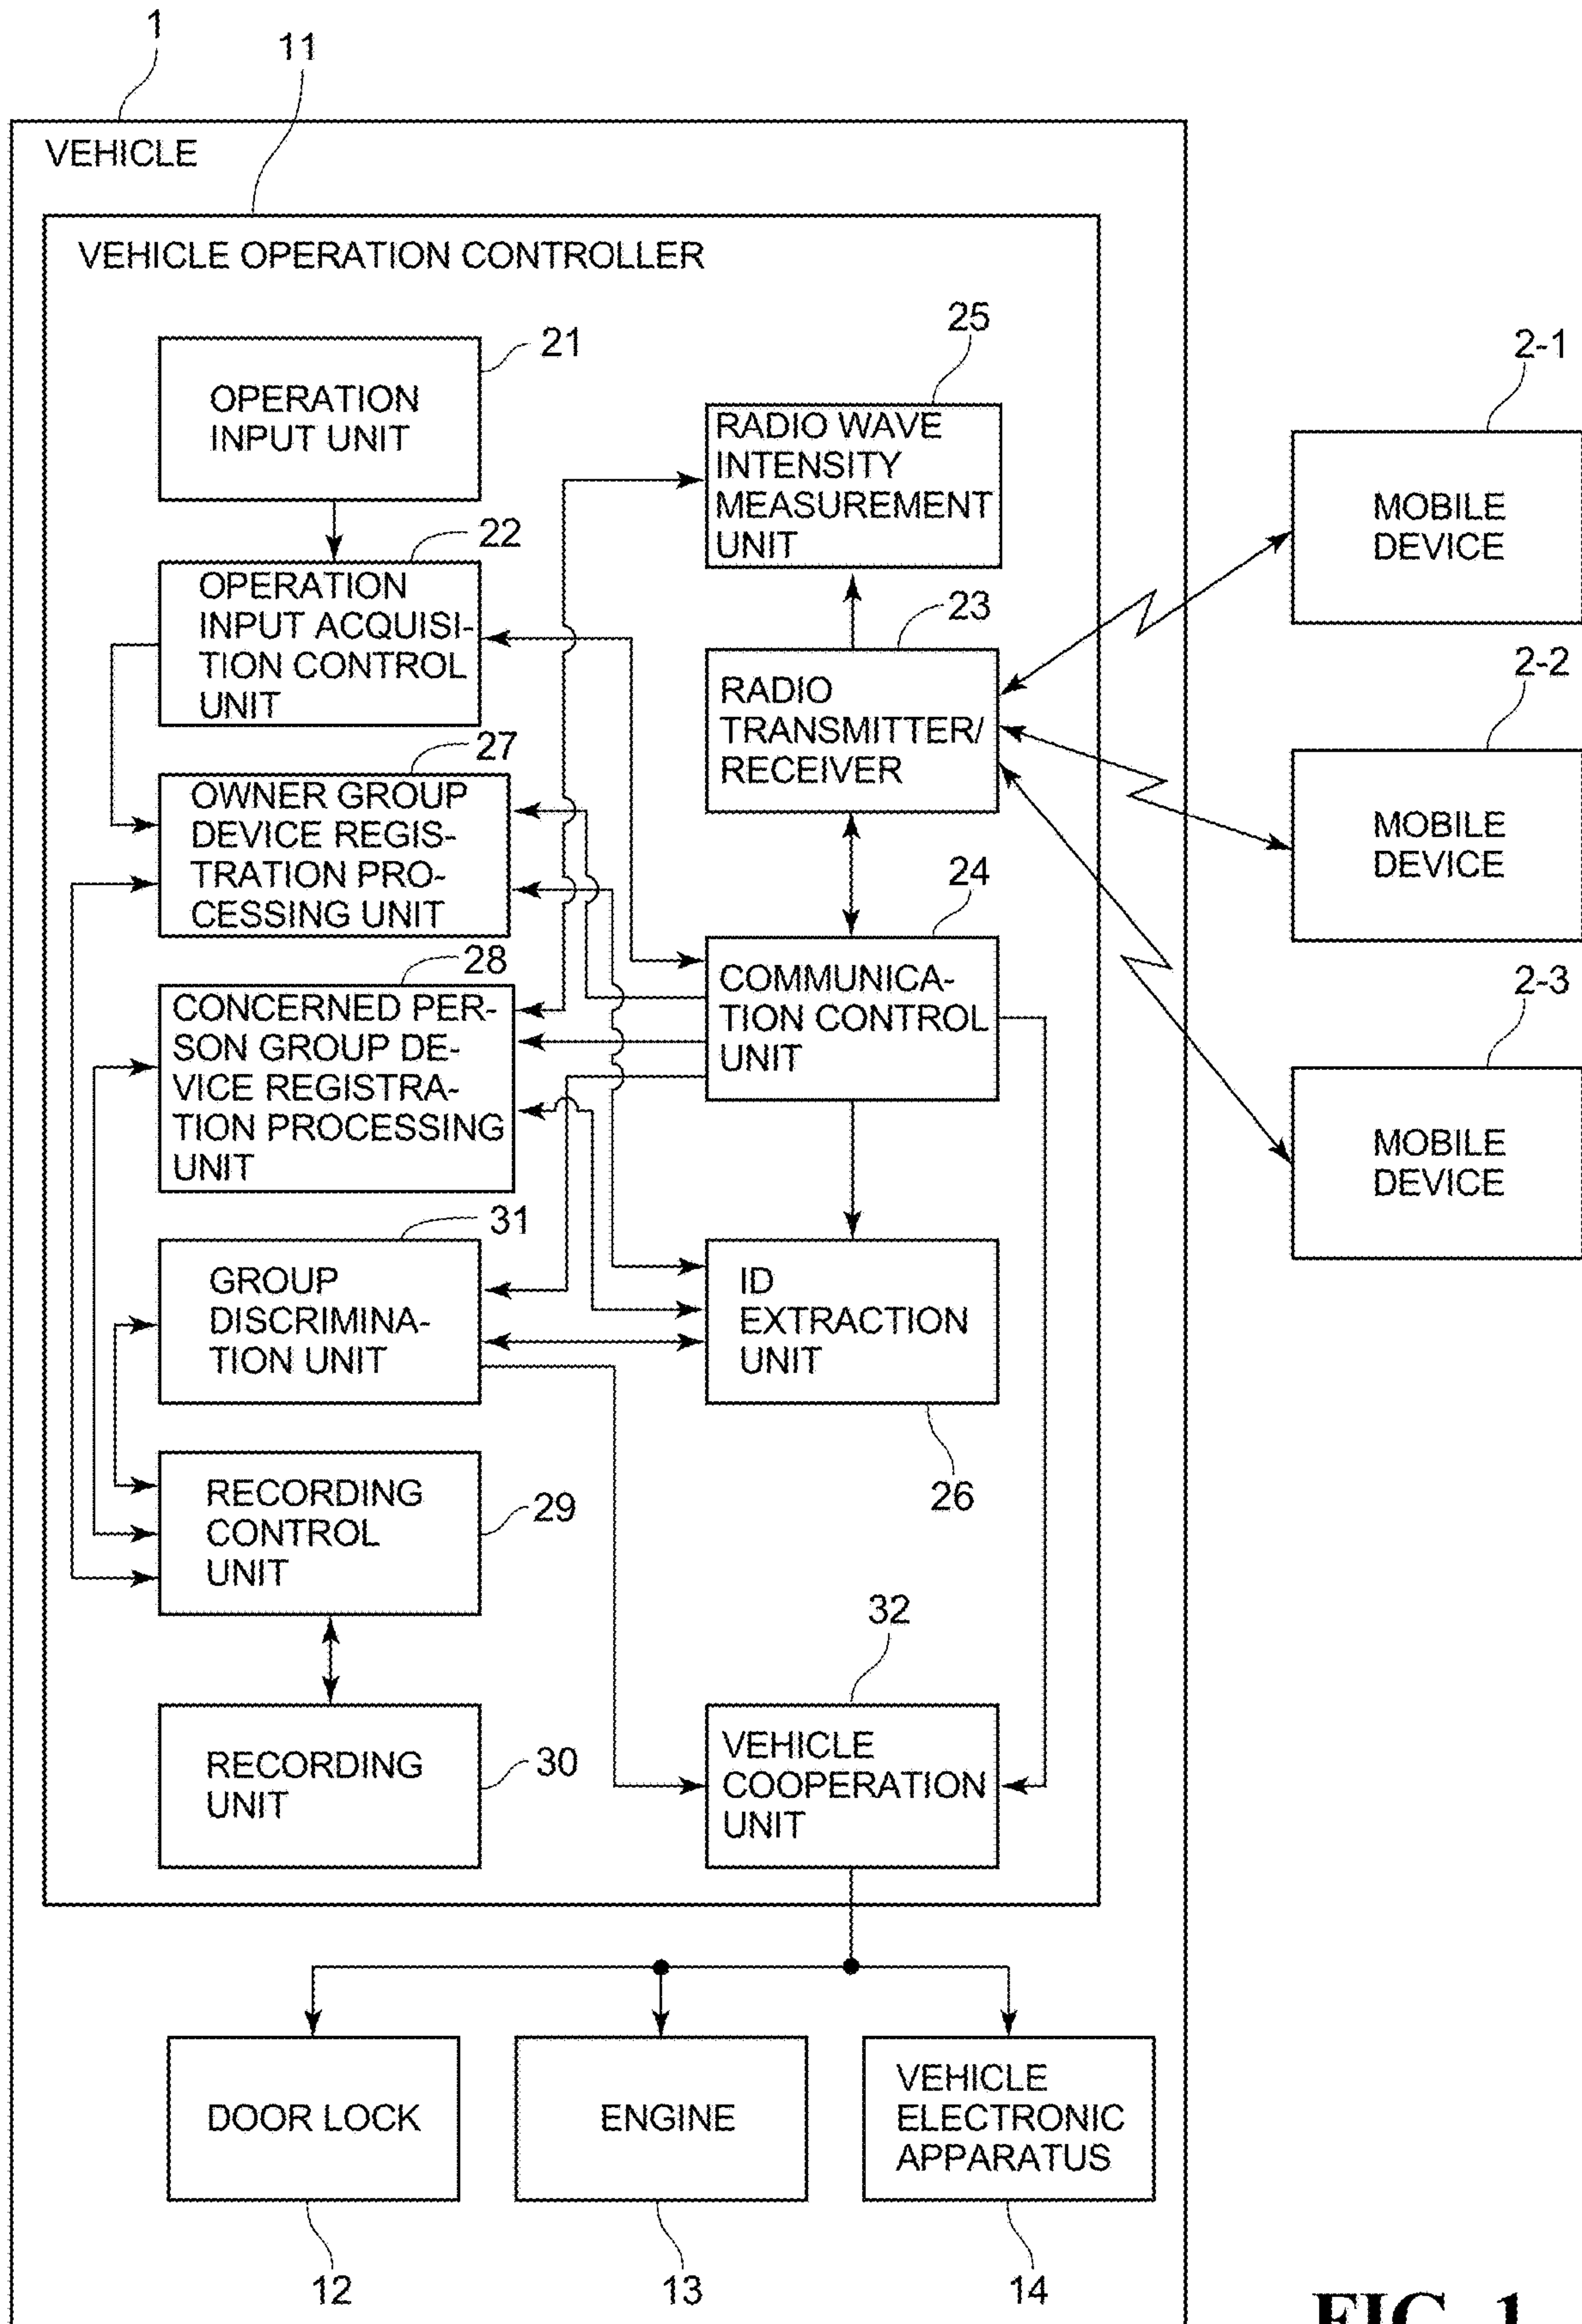 1
11
VEHICLE
VEHICLE OPERATION CONTROLLER
21
OPERATION
INPUT UNIT
25
RADIO WAVE
INTENSITY
MEASUREMENT
UNIT
2-1
MOBILE
DEVICE
22
OPERATION
INPUT ACQUISI-
TION CONTROL
UNIT
23
RADIO
TRANSMITTER/
RECEIVER
2-2
MOBILE
DEVICE
27
OWNER GROUP
DEVICE REGIS-
TRATION PRO-
CESSING UNIT
24
COMMUNICA-
TION CONTROL
UNIT
2-3
MOBILE
DEVICE
28
CONCERNED PER-
SON GROUP DE-
VICE REGISTRA-
TION PROCESSING
UNIT
31
GROUP
DISCRIMINA-
TION UNIT
ID
EXTRACTION
UNIT
26
RECORDING
CONTROL
UNIT
29
32
VEHICLE
COOPERATION
UNIT
RECORDING
UNIT
30
DOOR LOCK
ENGINE
VEHICLE
ELECTRONIC
APPARATUS
12
13
14
FIG. 1